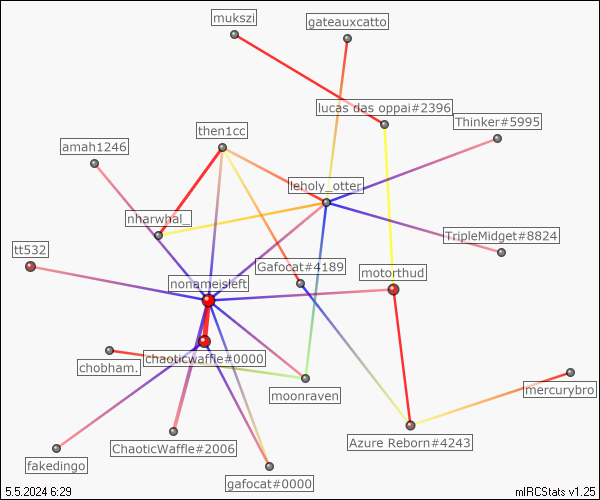 mukszi
gateauxcatto
lucas das oppai#2396
Thinker#5995
then1cc
amah1246
leholy_otter
nharwhal_
TripleMidget#8824
tt532
Gafocat#4189
motorthud
nonameisleft
chaoticwaffle#0000
chobham.
mercurybro
moonraven
Azure Reborn#4243
ChaoticWaffle#2006
fakedingo
gafocat#0000
5.5.2024 6:29
mIRCStats v1.25